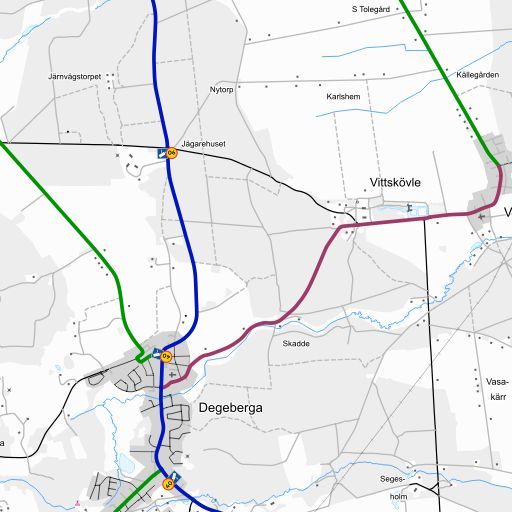 S Tolegård
Källegården
Järnvägstorpet
Nytorp
Karlshem
Jägarehuset
Vittskövle
V
Skadde
Vasa-
kärr
Degeberga
a
Seges-
holm